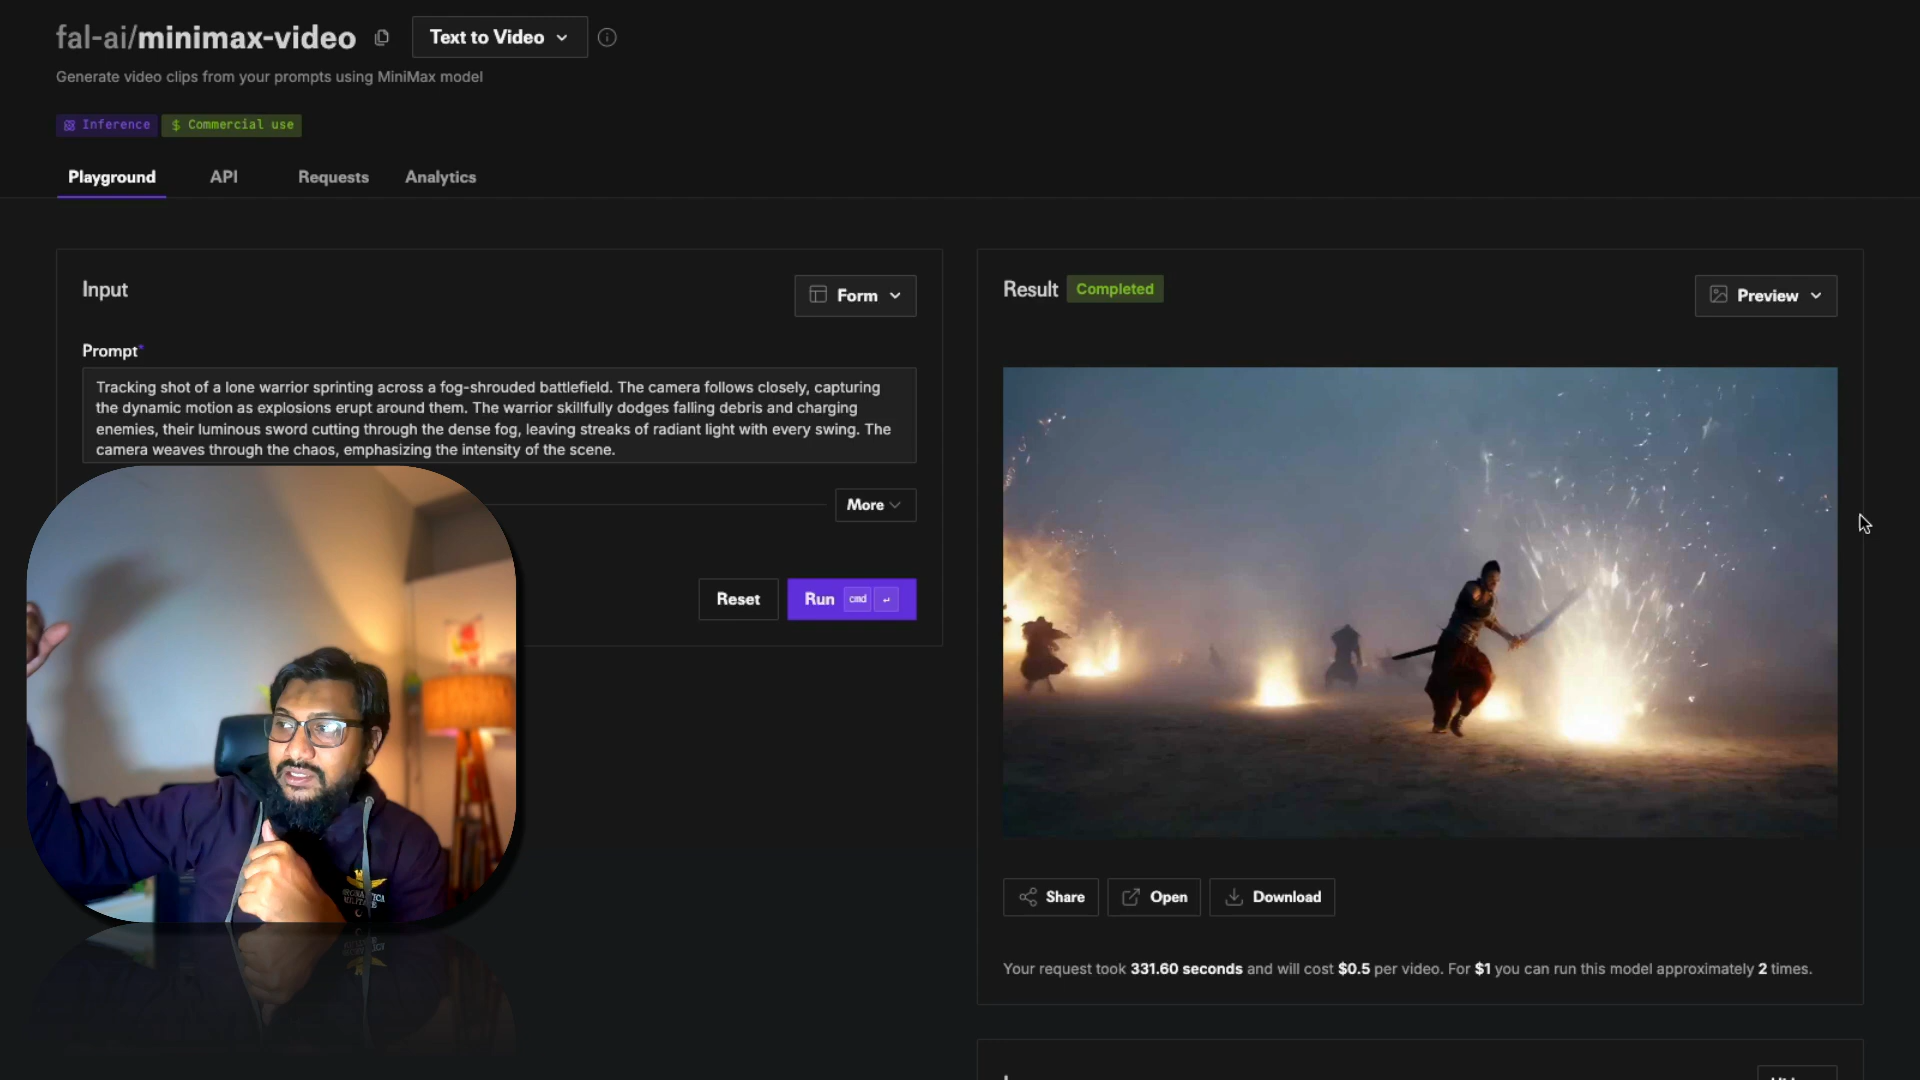 fal-ai/minimax-video
Text to Video
Generate video clips from your prompts using MiniMax model
Inference
$ Commercial use
Playground
API
Requests
Analytics
Input
Form
Prompt*
Tracking shot of a lone warrior sprinting across a fog-shrouded battlefield. The camera follows closely, capturing
the dynamic motion as explosions erupt around them. The warrior skillfully dodges falling debris and charging
enemies, their luminous sword cutting through the dense fog, leaving streaks of radiant light with every swing. The
camera weaves through the chaos, emphasizing the intensity of the scene.
More
Reset
Run cmd
Result
Completed
Preview
Share
Open
Download
Your request took 331.60 seconds and will cost $0.5 per video. For $1 you can run this model approximately 2 times.